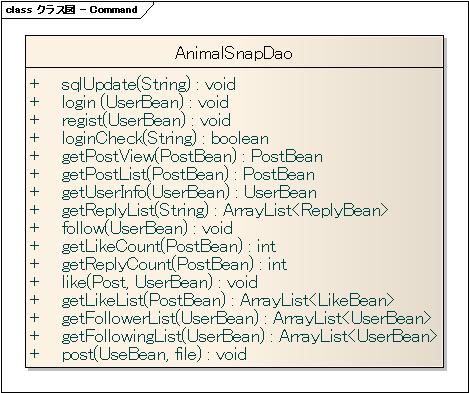 class クラス図 - Command
AnimalSnapDao
+ sqlUpdate(String) : void
+ login (UserBean) : void
+ regist(UserBean) : void
+ loginCheck(String) : boolean
+ getPostView(PostBean) : PostBean
+ getPostList(PostBean) : PostBean
+ getUserInfo(UserBean) : UserBean
+ getReplyList(String) : ArrayList<ReplyBean>
+ follow(UserBean) : void
+ getLikeCount(PostBean) : int
+ getReplyCount(PostBean) : int
+ like(Post, UserBean) : void
+ getLikeList(PostBean) : ArrayList<LikeBean>
+ getFollowerList(UserBean) : ArrayList<UserBean>
+ getFollowingList(UserBean) : ArrayList<UserBean>
+ post(UseBean, file) : void